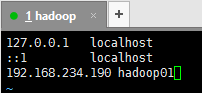 1 hadoop
127.0.0.1 localhost
::1 localhost
192.168.234.190 hadoop01
~